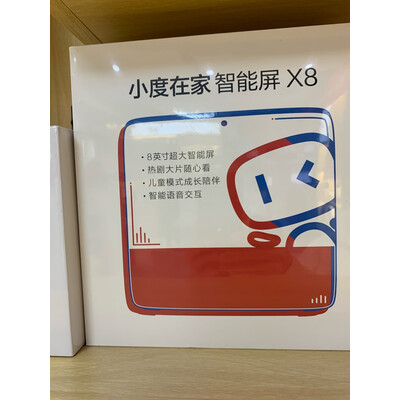 小度在家 智能屏 X8
· 8英寸超大智能屏
· 热剧大片随心看
· 儿童模式成长陪伴
· 智能语音交互